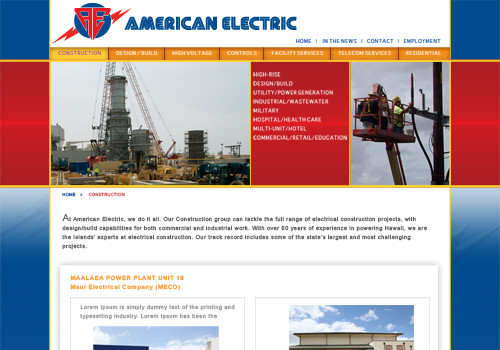 AMERICAN ELECTRIC
HOME | IN THE NEWS | CONTACT | EMPLOYMENT
CONSTRUCTION DESIGN / BUILD HIGH VOLTAGE CONTROLS FACILITY SERVICES TELECOM SERVICES RESIDENTIAL
HIGH-RISE
DESIGN/BUILD
UTILITY/POWER GENERATION
INDUSTRIAL/WASTEWATER
MILITARY
HOSPITAL/HEALTH CARE
MULTI-UNIT/HOTEL
COMMERCIAL/RETAIL/EDUCATION
HOME > CONSTRUCTION
At American Electric, we do it all. Our Construction group can tackle the full range of electrical construction projects, with
design/build capabilities for both commercial and industrial work. With over 60 years of experience in powering Hawaii, we are
the islands' experts at electrical construction. Our track record includes some of the state's largest and most challenging
projects.
MAALAEA POWER PLANT UNIT 18
Maui Electrical Company (MECO)
Lorem Ipsum is simply dummy text of the printing and
typesetting industry. Lorem Ipsum has been the